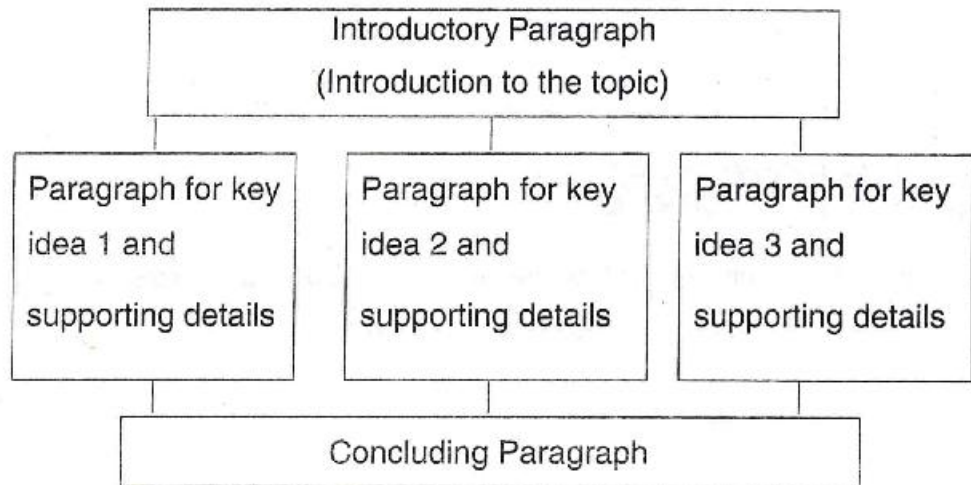 Introductory Paragraph
(Introduction to the topic)
Paragraph for key
idea 1 and
supporting details
Paragraph for key
idea 2 and
supporting details
Paragraph for key
idea 3 and
supporting details
Concluding Paragraph